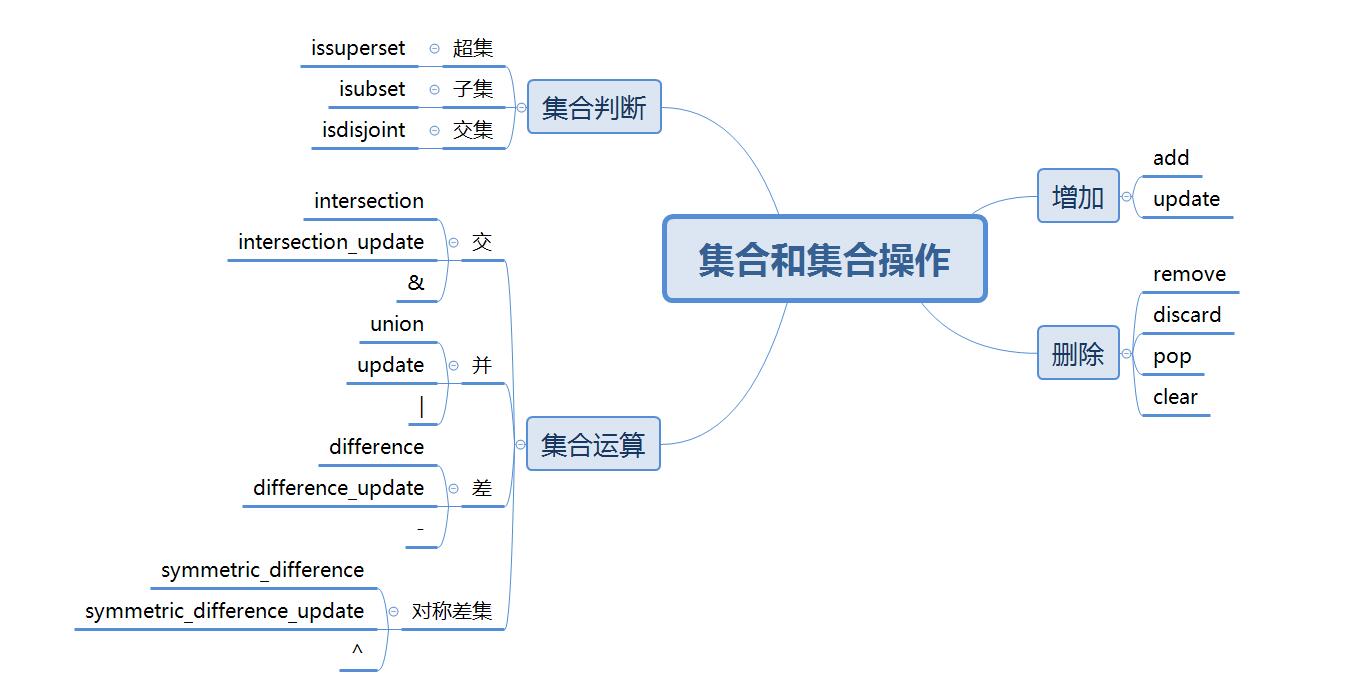 集合和集合操作
增加
add
update
删除
remove
discard
pop
clear
集合判断
超集
issuperset
子集
isubset
交集
isdisjoint
集合运算
交
intersection
intersection_update
&
并
union
update
|
差
difference
difference_update
-
对称差集
symmetric_difference
symmetric_difference_update
^